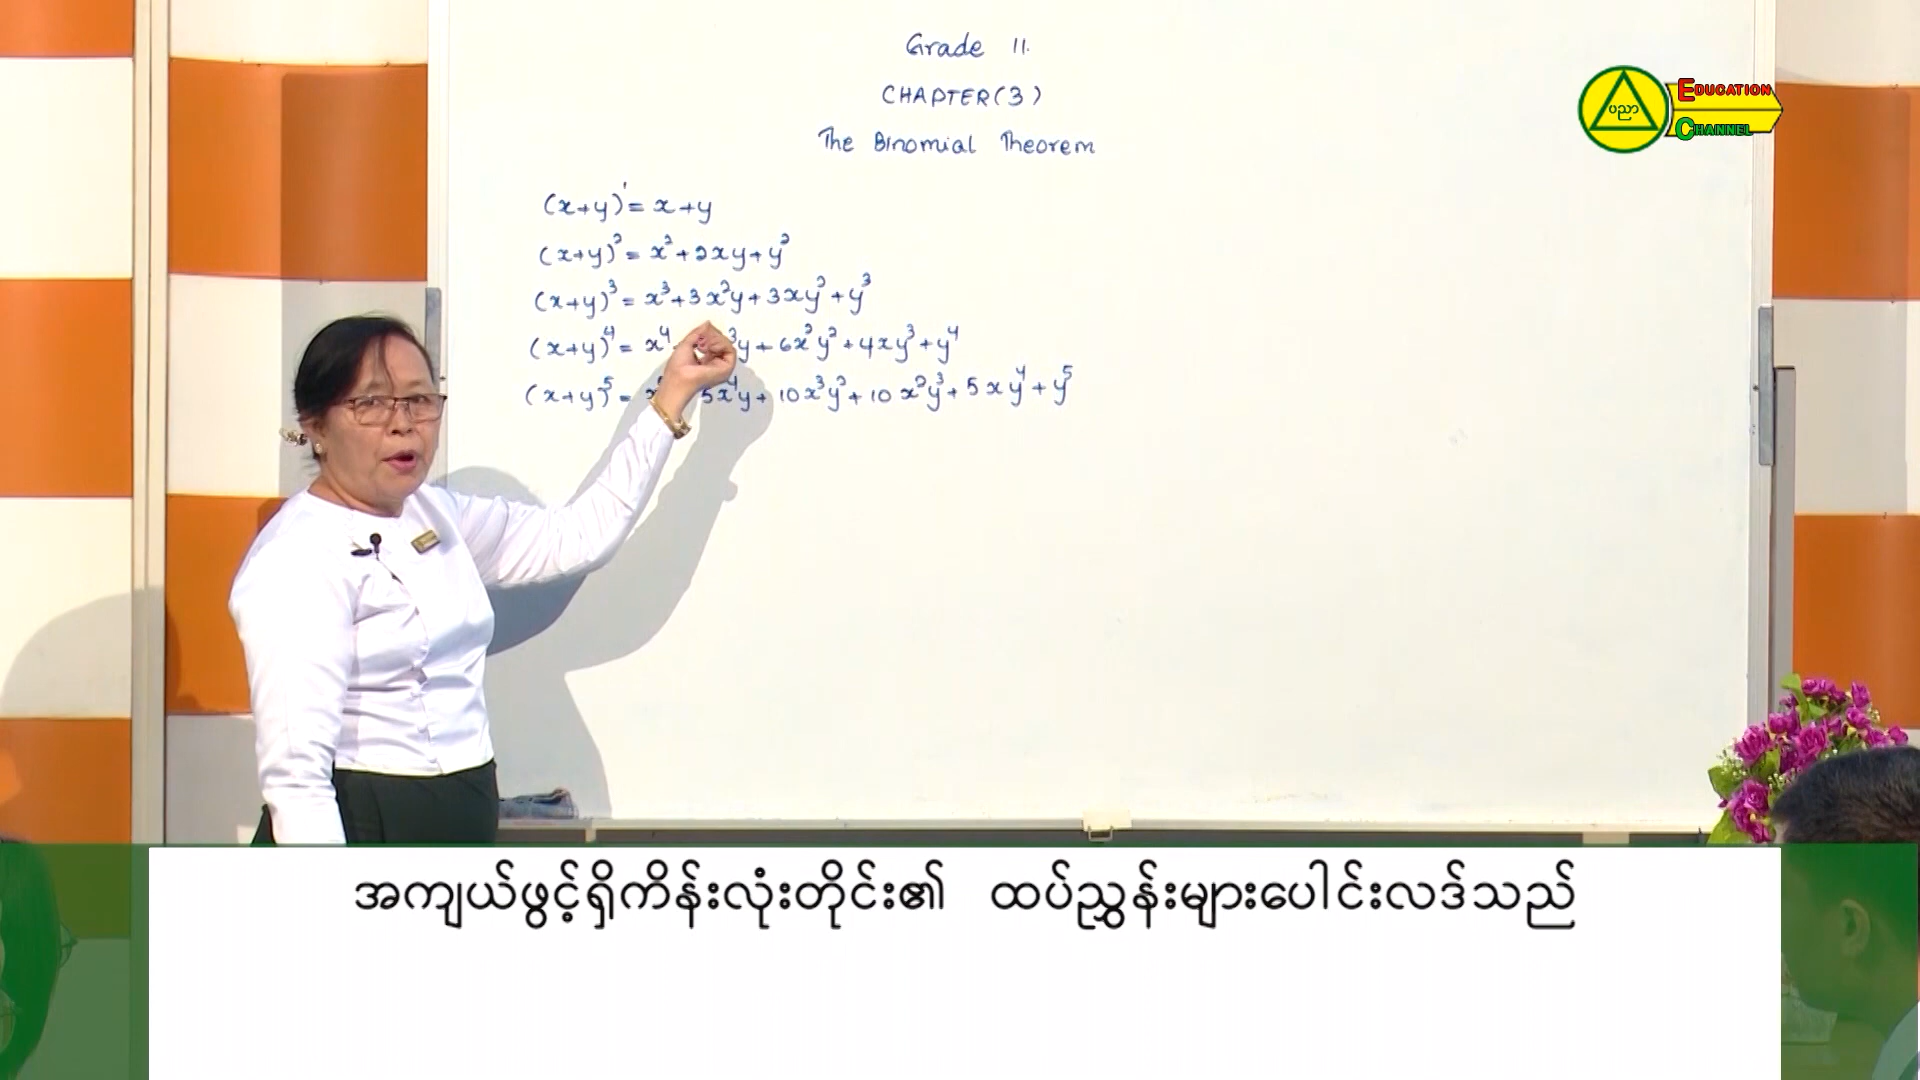 Grade 11.
CHAPTER(3)
The Binomial Theorem
(x+y)¹ = x+y
(x+y)² = x²+2xy+y²
(x+y)³ = x³+3x²y+3xy²+y³
(x+y)⁴ = x⁴ ³y+6x²y²+4xy³+y⁴
(x+y)⁵ = 5x⁴y+10x³y²+10x²y³+5xy⁴+y⁵
ပညာ
EDUCATION
CHANNEL
အကျယ်ဖွင့်ရှိကိန်းလုံးတိုင်း၏ ထပ်ညွှန်းများပေါင်းလဒ်သည်